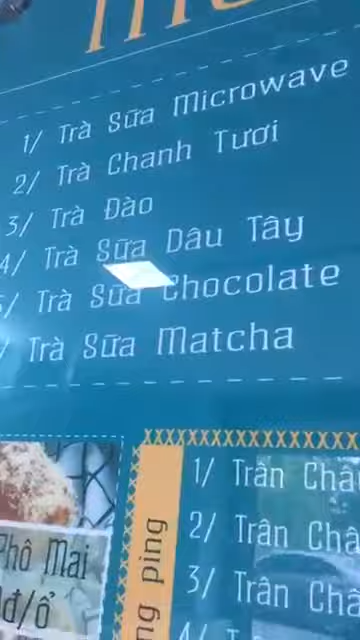 1/ Trà Sữa Microwave
2/ Trà Chanh Tươi
3/ Trà Đào
4/ Trà Sữa Dâu Tây
5/ Trà Sữa Chocolate
/ Trà Sữa Matcha
1/ Trân Châ
2/ Trân Châ
3/ Trân Châ
4/ T
Phô Mai
đ/ổ
ng ping